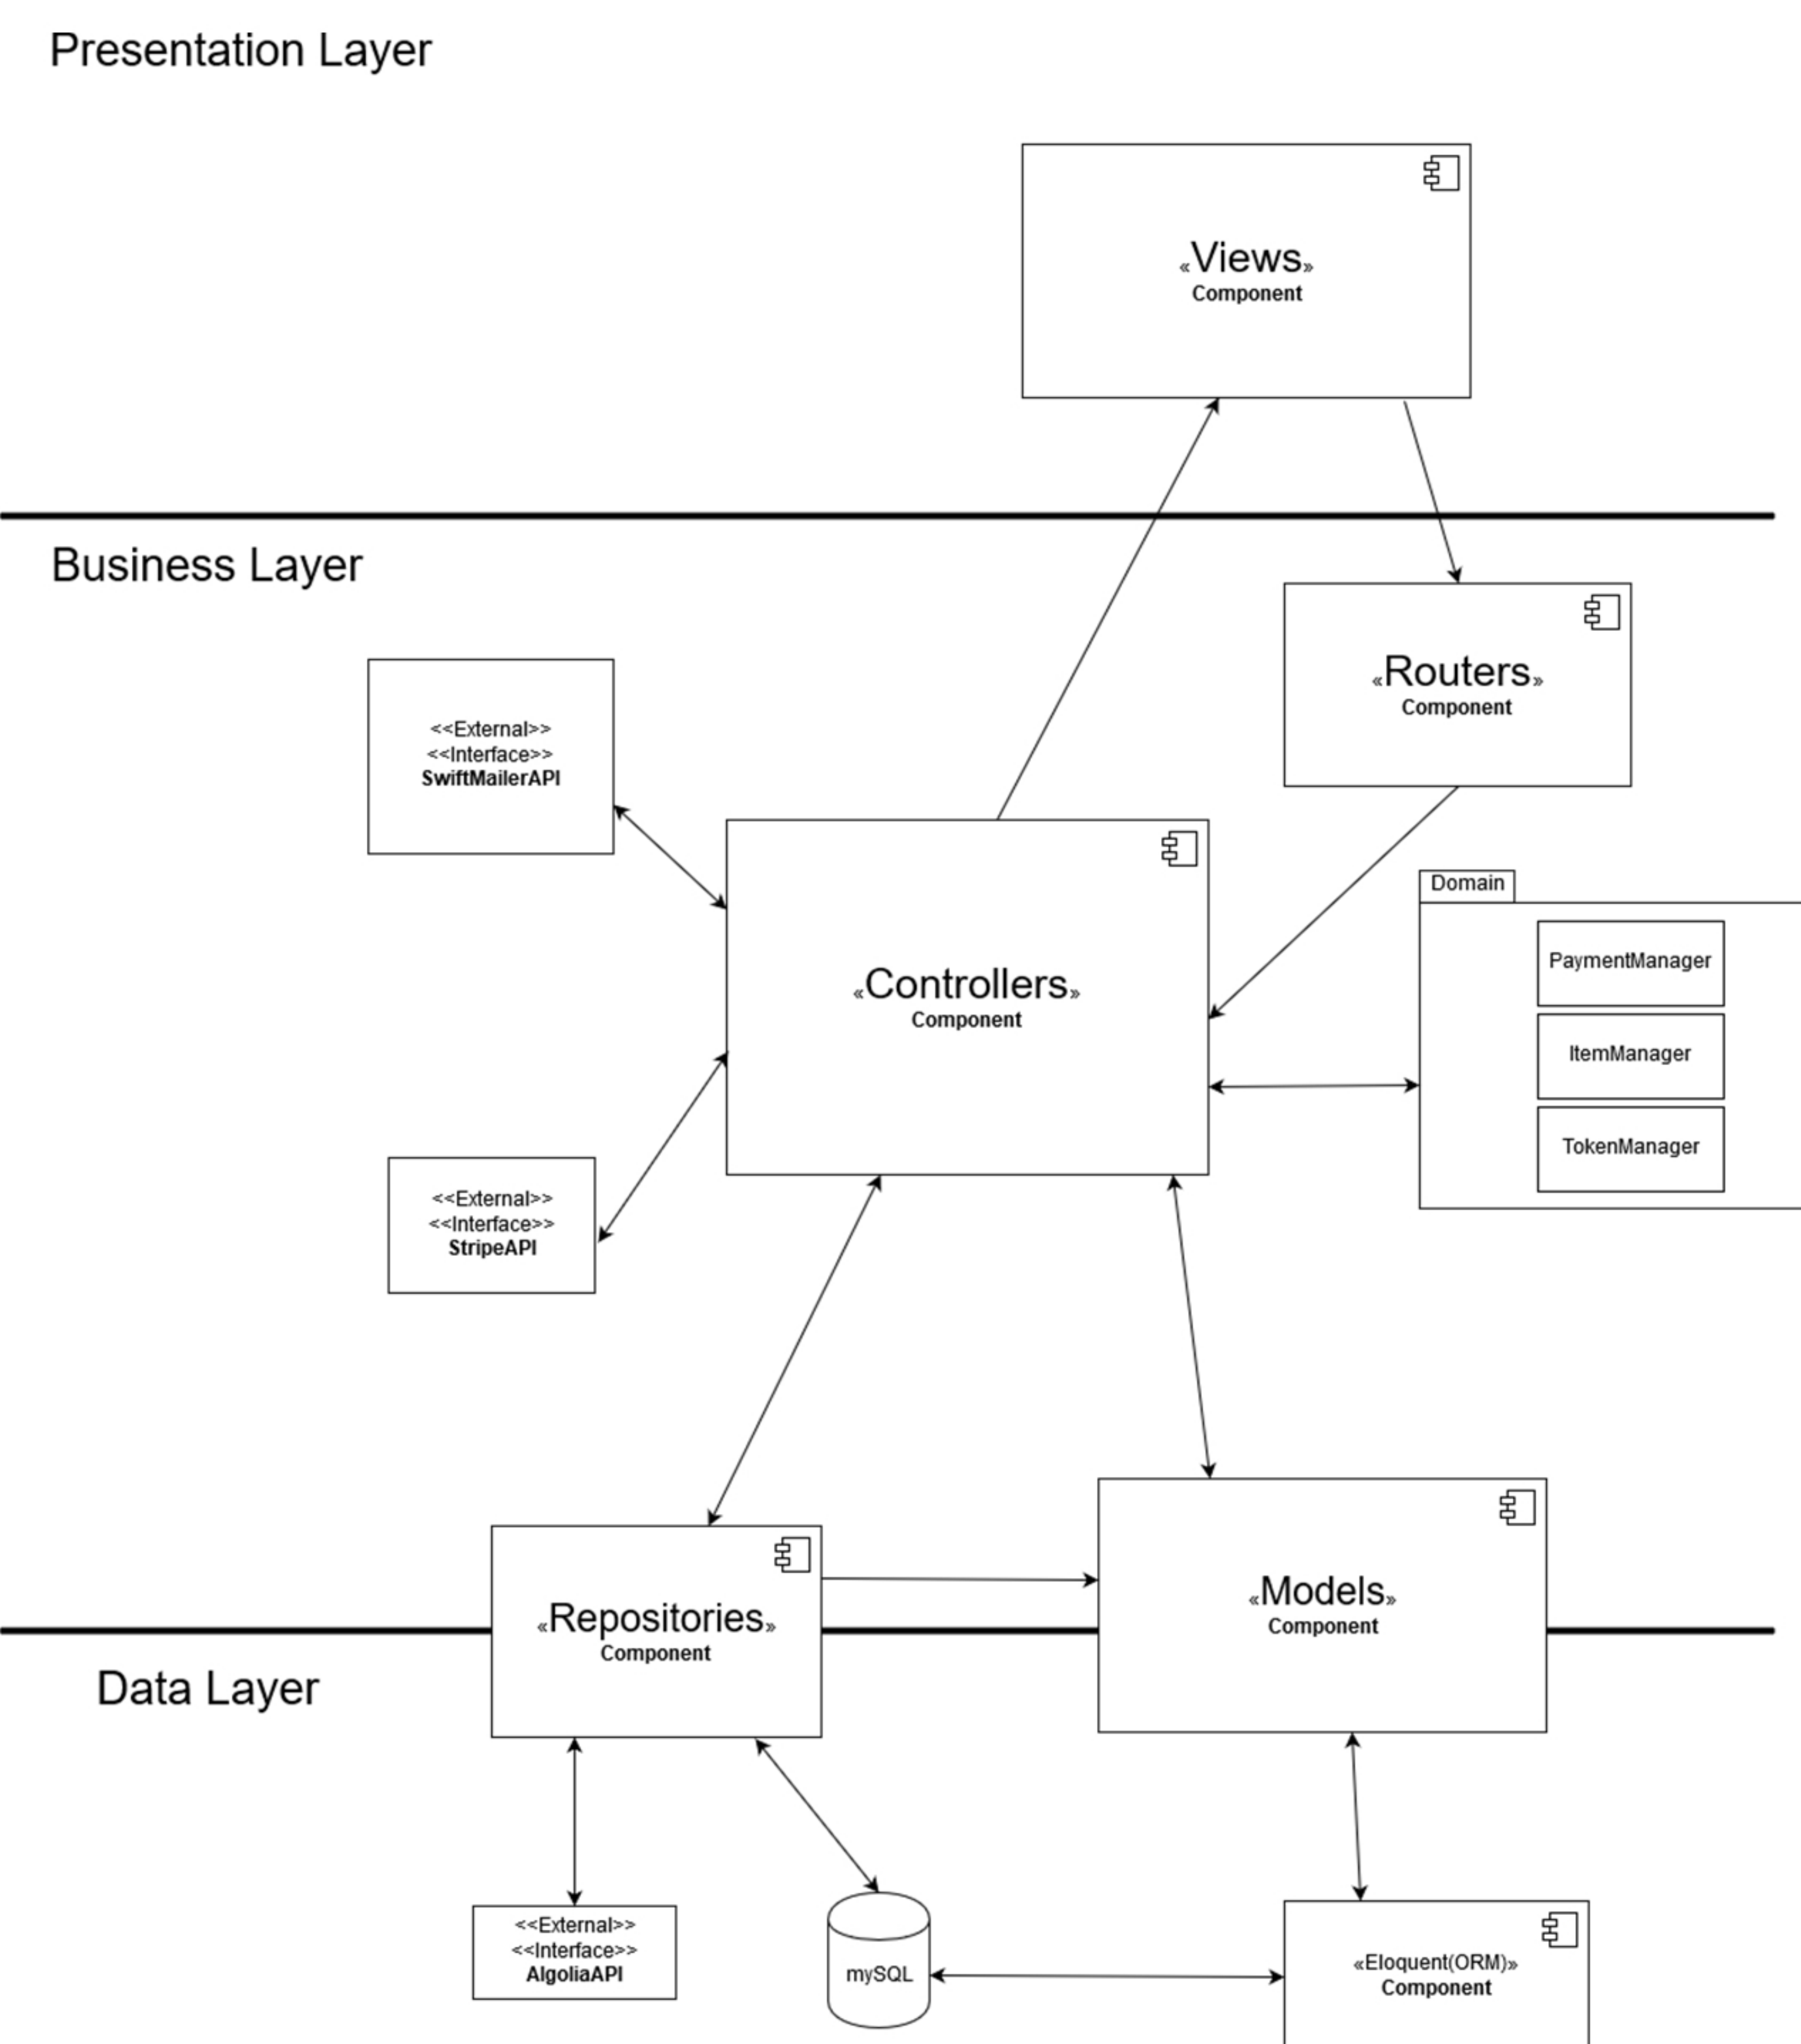 Presentation Layer
«Views»
Component
Business Layer
«Routers»
Component
<<External>>
<<Interface>>
SwiftMailerAPI
Domain
PaymentManager
ItemManager
TokenManager
«Controllers»
Component
<<External>>
<<Interface>>
StripeAPI
«Models»
Component
«Repositories»
Component
Data Layer
<<External>>
<<Interface>>
AlgoliaAPI
mySQL
«Eloquent(ORM)»
Component